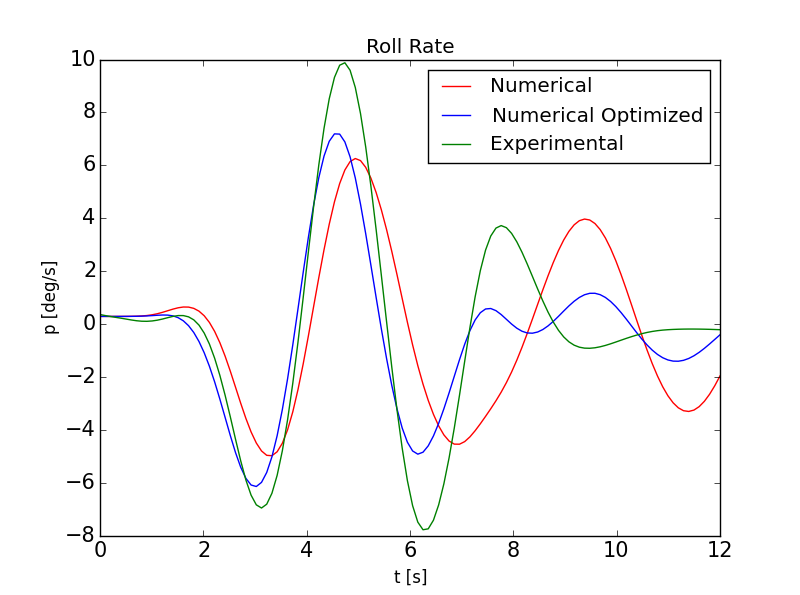 Roll Rate
10
8
6
4
2
0
−2
−4
−6
−8
p [deg/s]
Numerical
Numerical Optimized
Experimental
0 2 4 6 8 10 12
t [s]